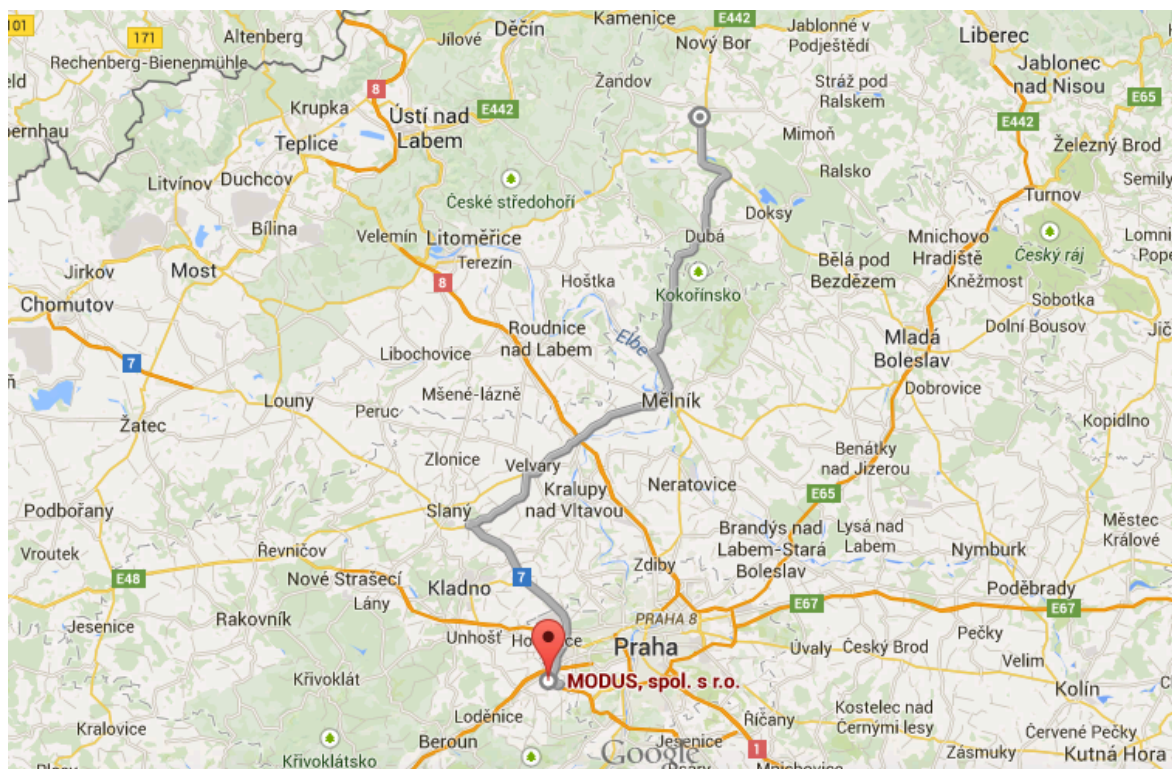 101
171
Altenberg
Rechenberg-Bienenmühle
Jílové
Děčín
Kamenice
E442
Jablonné v
Podještědí
Nový Bor
Liberec
Jablonec
nad Nisou
8
Krupka
Ústí nad
Labem
E442
Žandov
Stráž pod
Ralskem
E65
E442
Teplice
Mimoň
Železný Brod
Litvínov
Duchcov
Ralsko
Semily
Turnov
České středohoří
Doksy
Bílina
Velemín
Litoměřice
Dubá
Mnichovo
Hradiště
Český ráj
Terezín
Jirkov
Most
Hoštka
Bělá pod
Bezdězem
Kněžmost
8
Kokořínsko
Sobotka
Chomutov
Roudnice
nad Labem
Elbe
Dolní Bousov
Mladá
Boleslav
Libochovice
7
Dobrovice
Mšené-lázně
Louny
Peruc
Mělník
Žatec
Kopidlno
Benátky
nad Jizerou
Zlonice
Velvary
Neratovice
E65
Kralupy
nad Vltavou
Podbořany
Slaný
Brandýs nad
Labem-Stará
Boleslav
Lysá nad
Labem
Městec
Králové
Vroutek
Řevničov
Nymburk
Zdiby
E48
Nové Strašecí
7
Kladno
Poděbrady
Lány
E67
E67
Rakovník
PRAHA 8
Jesenice
Unhošť
Praha
Úvaly
Český Brod
Pečky
Velim
MODUS, spol. s r.o.
Křivoklát
Kolín
Loděnice
Kostelec nad
Černými lesy
Říčany
Kralovice
Beroun
Červené Pečky
Jesenice
1
Křivoklátsko
Google
Zásmuky
Kutná Hora